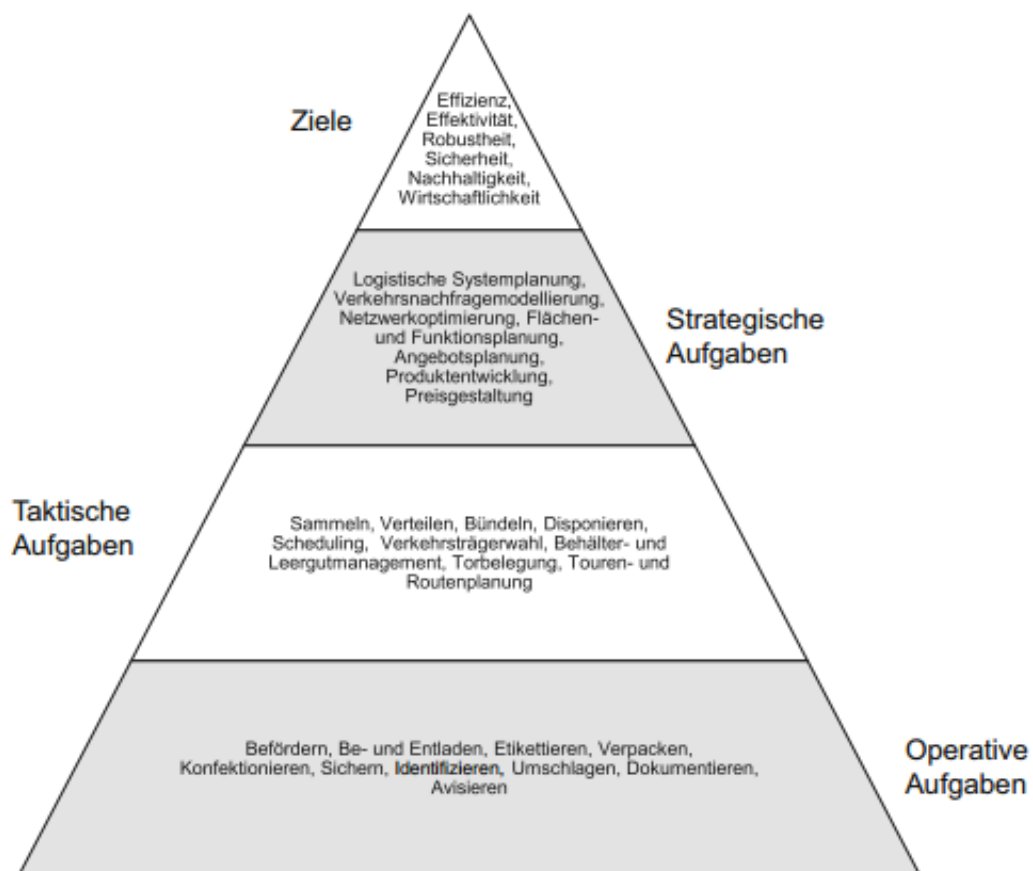 Ziele
Effizienz,
Effektivität,
Robustheit,
Sicherheit,
Nachhaltigkeit,
Wirtschaftlichkeit
Logistische Systemplanung,
Verkehrsnachfragemodellierung,
Netzwerkoptimierung, Flächen-
und Funktionsplanung,
Angebotsplanung,
Produktentwicklung,
Preisgestaltung
Strategische
Aufgaben
Taktische
Aufgaben
Sammeln, Verteilen, Bündeln, Disponieren,
Scheduling, Verkehrsträgerwahl, Behälter- und
Leergutmanagement, Torbelegung, Touren- und
Routenplanung
Befördern, Be- und Entladen, Etikettieren, Verpacken,
Konfektionieren, Sichern, Identifizieren, Umschlagen, Dokumentieren,
Avisieren
Operative
Aufgaben